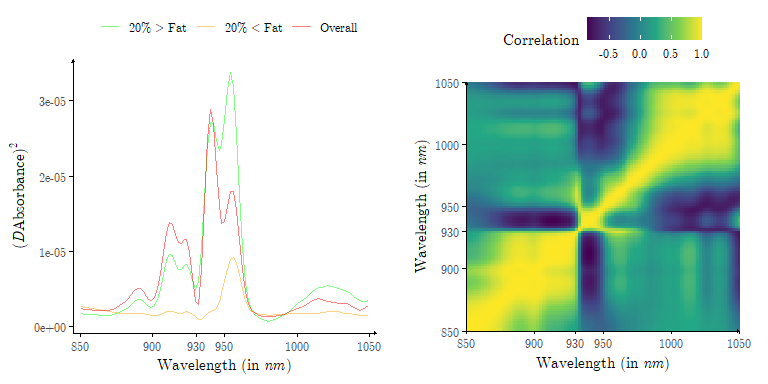 20% > Fat 20% < Fat Overall
(DAbsorbance)²
3e-05
2e-05
1e-05
0e+00
850 900 930 950 1000 1050
Wavelength (in nm)
Correlation
-0.5 0.0 0.5 1.0
Wavelength (in nm)
1050
1000
950
930
900
850
850 900 930 950 1000 1050
Wavelength (in nm)